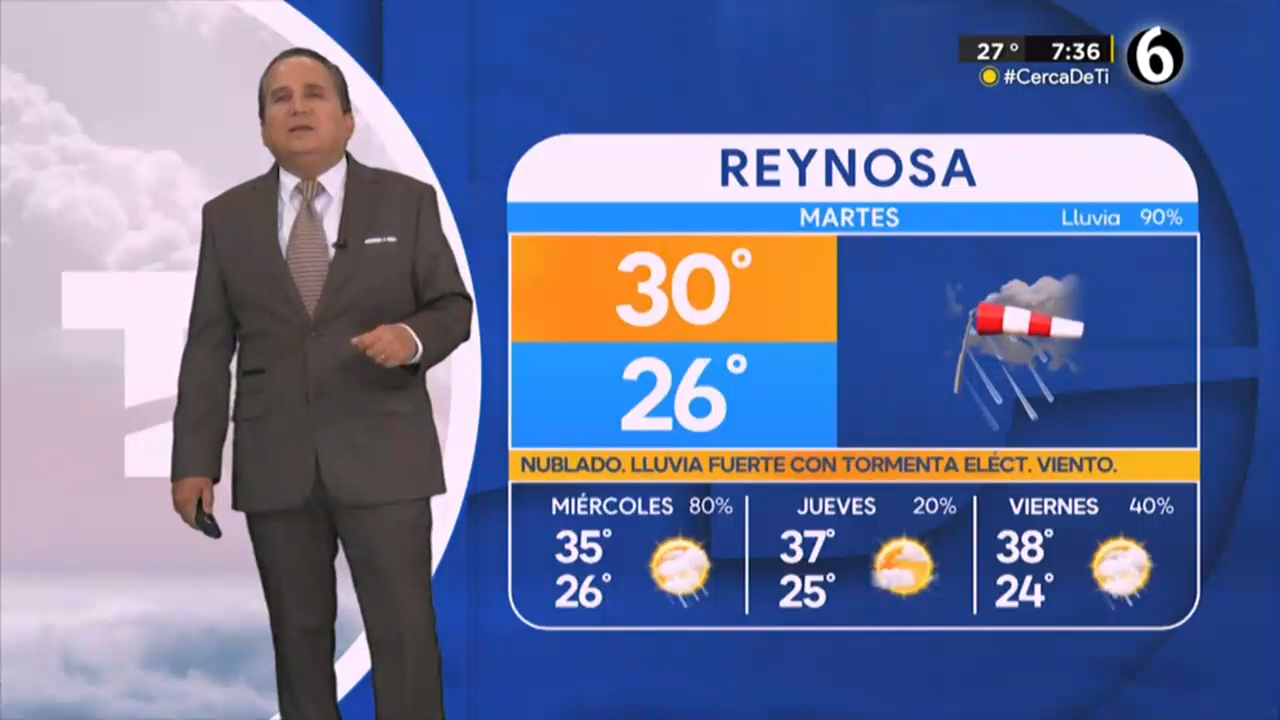 27° 7:36 6
#CercaDeTi
REYNOSA
MARTES Lluvia 90%
30°
26°
NUBLADO. LLUVIA FUERTE CON TORMENTA ELÉCT. VIENTO.
MIÉRCOLES 80% JUEVES 20% VIERNES 40%
35° 37° 38°
26° 25° 24°